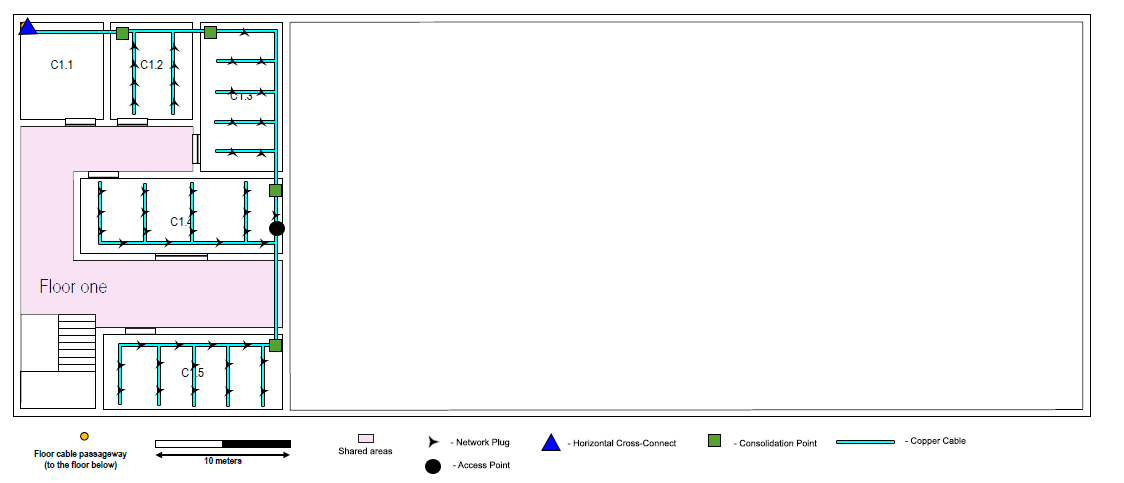 C1.1
C1.2
C1.3
C1.4
Floor one
C1.5
Floor cable passageway
(to the floor below)
10 meters
Shared areas
- Network Plug
- Access Point
- Horizontal Cross-Connect
- Consolidation Point
- Copper Cable